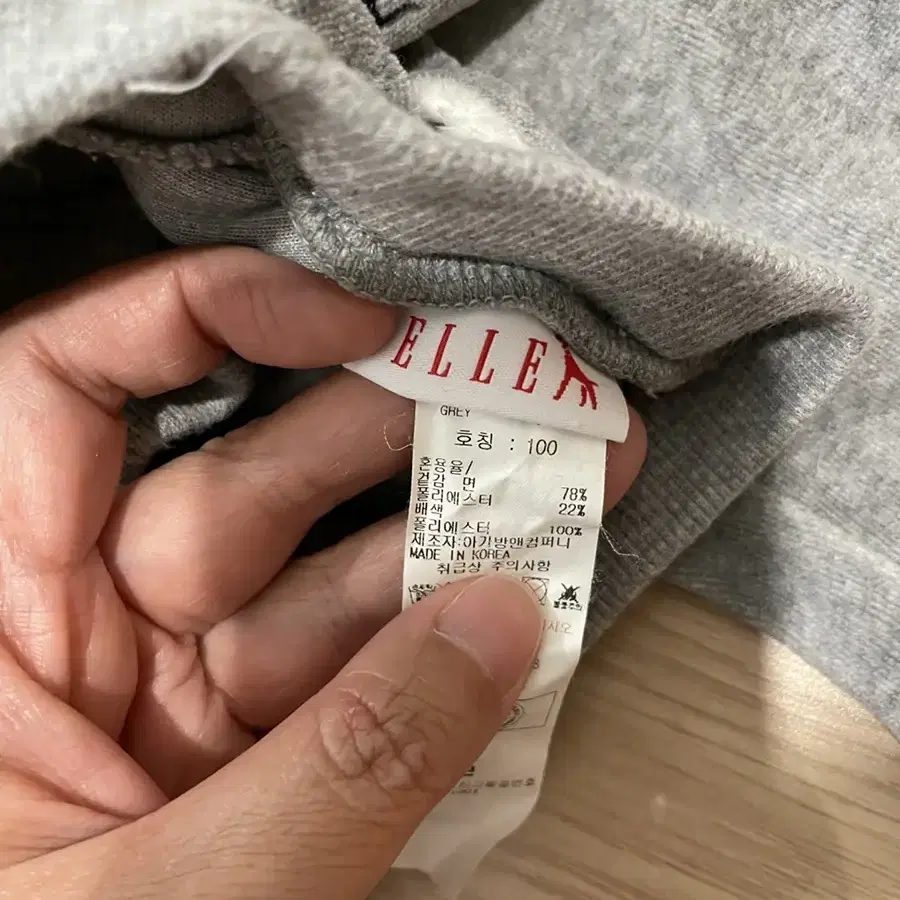 ELLE
GREY
호칭 : 100
혼용율/
겉감 면 78%
폴리에스터 22%
배색
폴리에스터 100%
제조자:아가방앤컴퍼니
MADE IN KOREA
취급상 주의사항